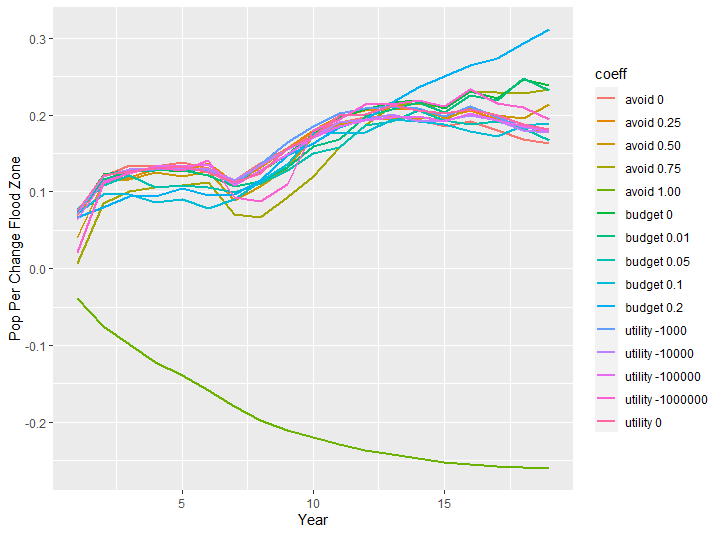 0.3
0.2
0.1
0.0
-0.1
-0.2
Pop Per Change Flood Zone
5
10
15
Year
coeff
avoid 0
avoid 0.25
avoid 0.50
avoid 0.75
avoid 1.00
budget 0
budget 0.01
budget 0.05
budget 0.1
budget 0.2
utility -1000
utility -10000
utility -100000
utility -1000000
utility 0